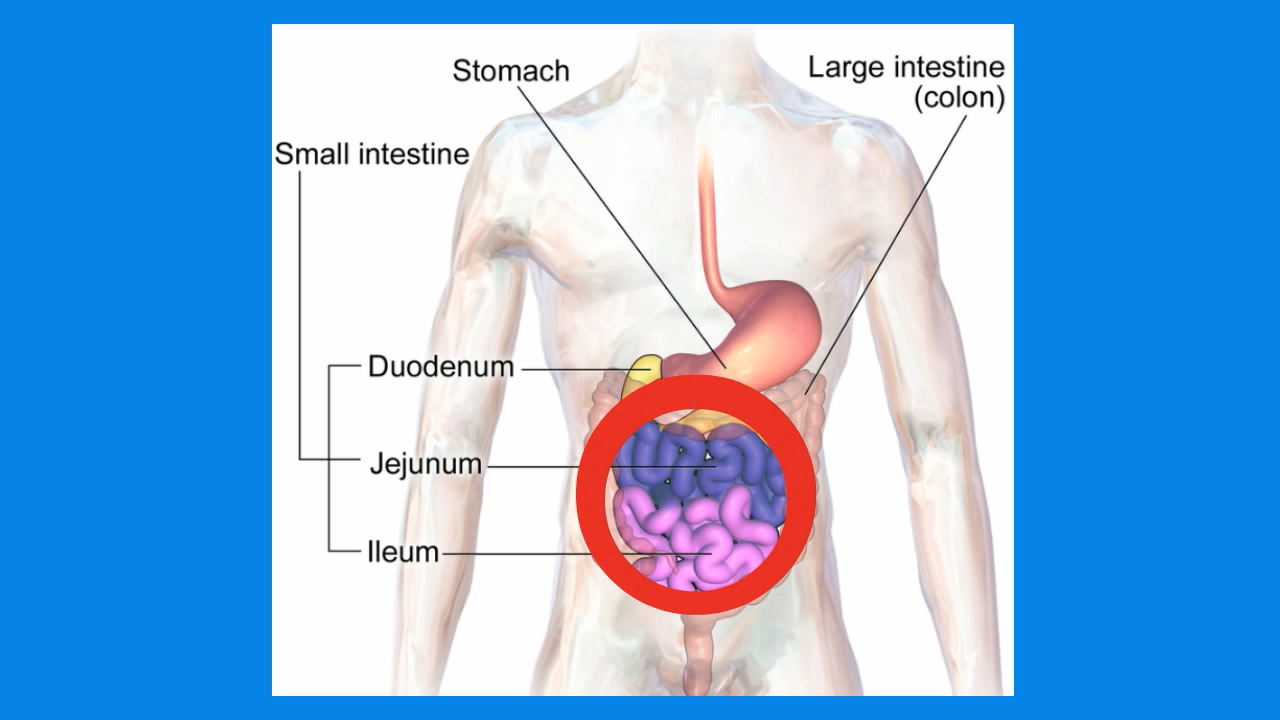 Stomach
Large intestine
(colon)
Small intestine
Duodenum
Jejunum
Ileum